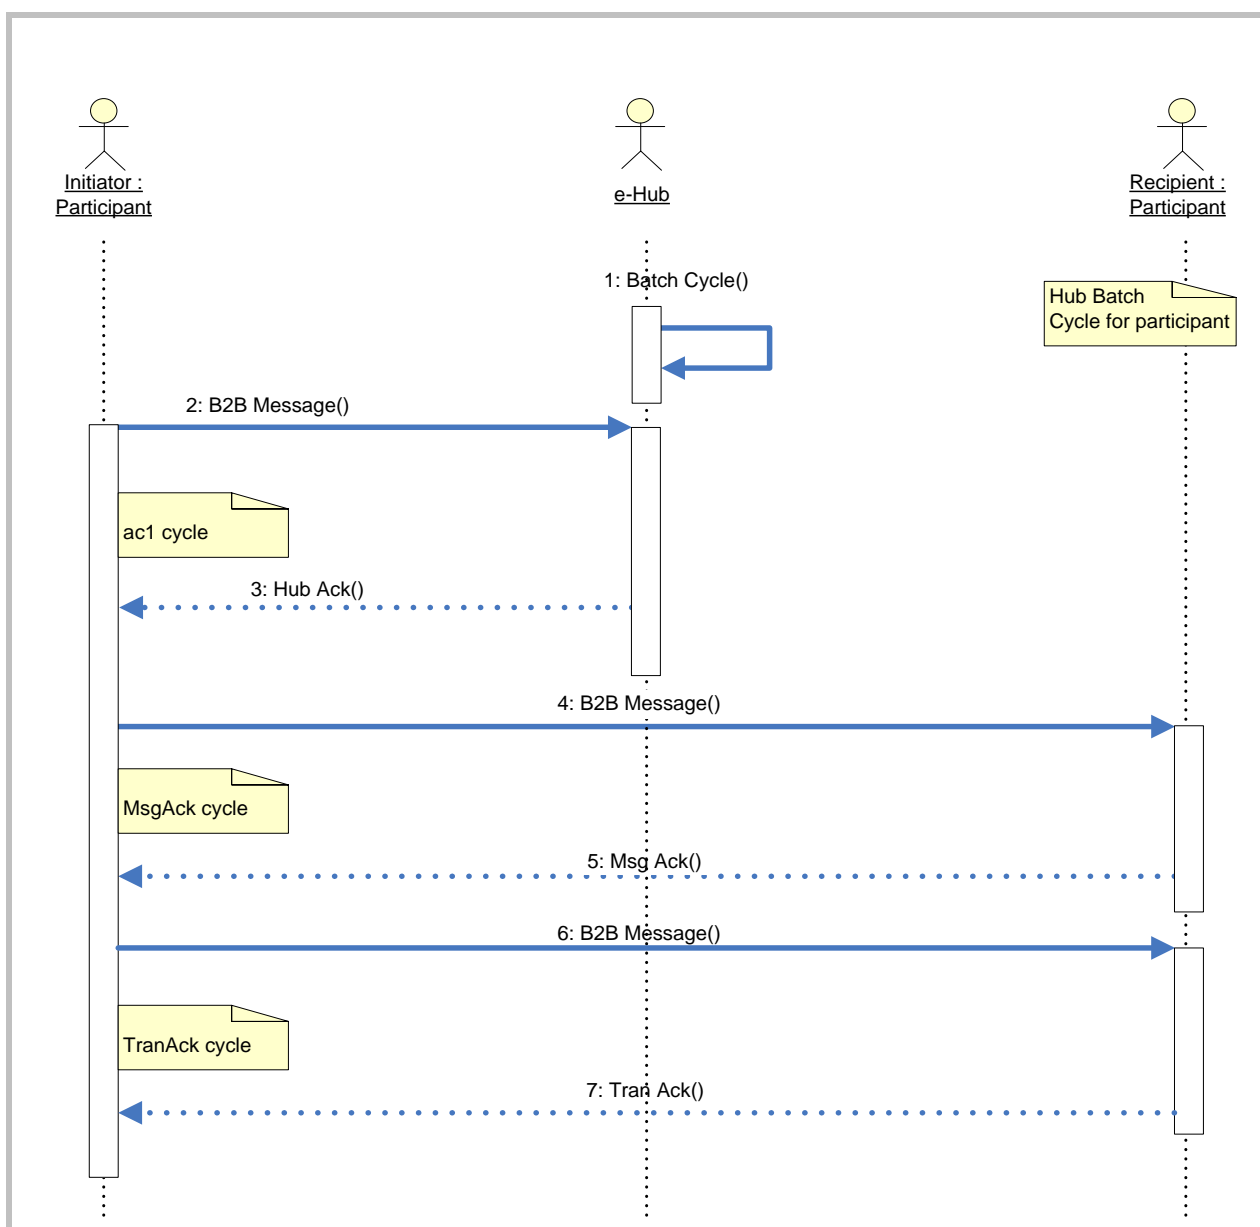 Initiator :
Participant
e-Hub
Recipient :
Participant
1: Batch Cycle()
Hub Batch
Cycle for participant
2: B2B Message()
ac1 cycle
3: Hub Ack()
4: B2B Message()
MsgAck cycle
5: Msg Ack()
6: B2B Message()
TranAck cycle
7: Tran Ack()